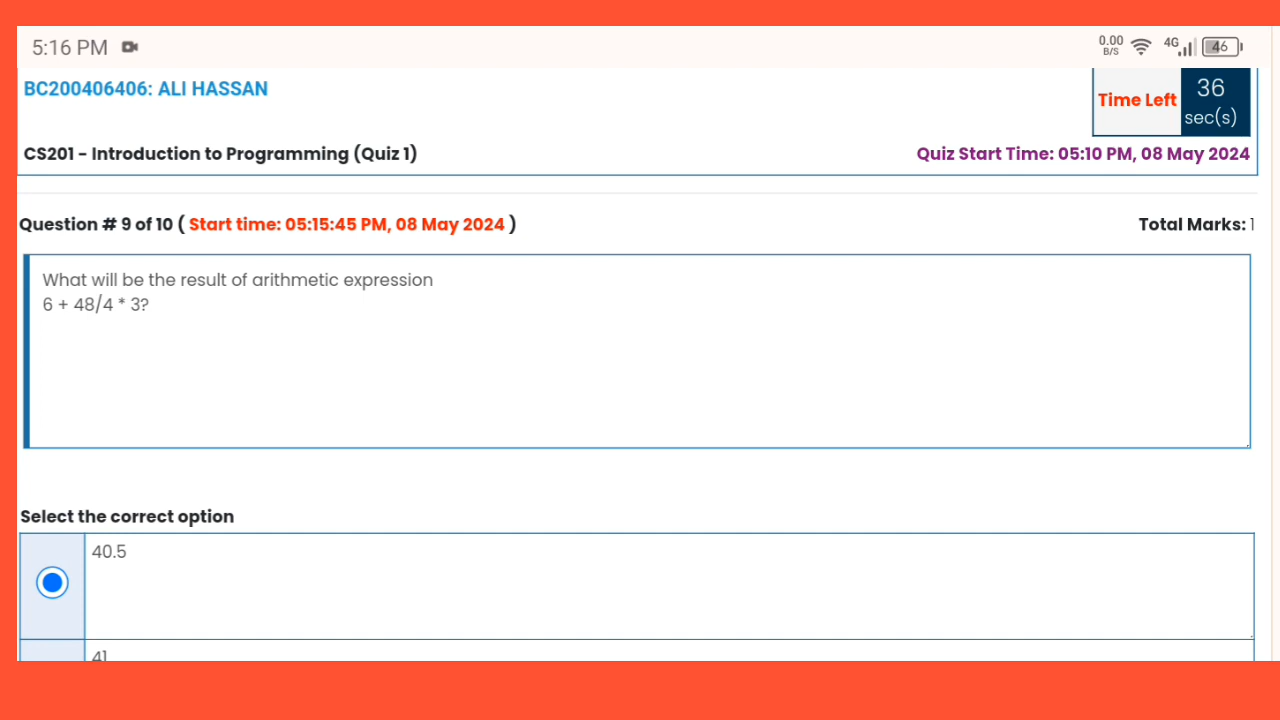 5:16 PM
0.00
B/S
4G
46
BC200406406: ALI HASSAN
Time Left
36
sec(s)
CS201 - Introduction to Programming (Quiz 1)
Quiz Start Time: 05:10 PM, 08 May 2024
Question # 9 of 10 ( Start time: 05:15:45 PM, 08 May 2024 )
Total Marks: 1
What will be the result of arithmetic expression
6 + 48/4 * 3?
Select the correct option
40.5
41